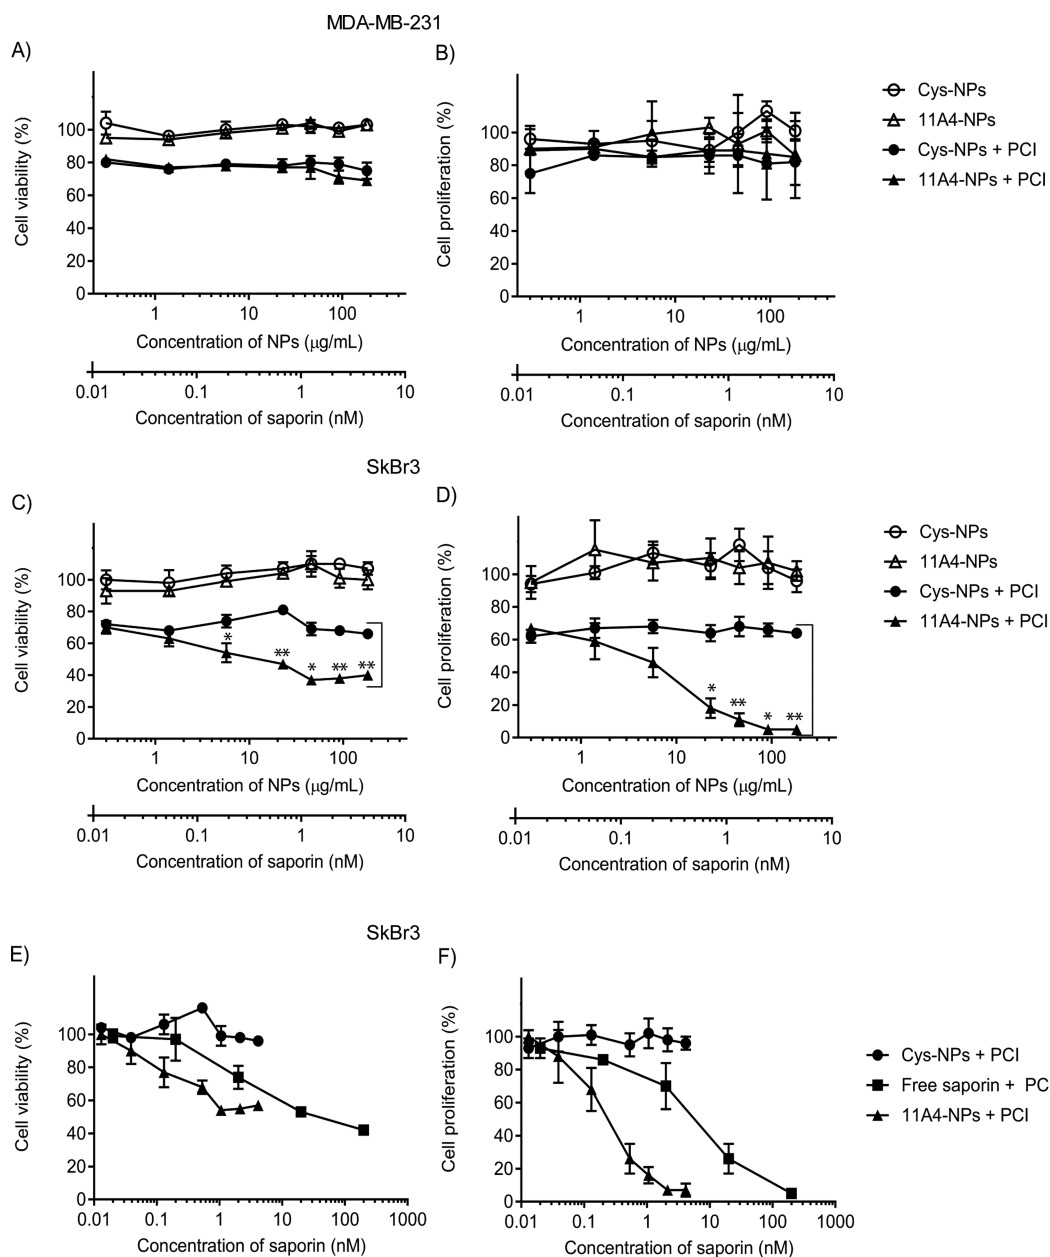 MDA-MB-231
A)
B)
Cell viability (%)
100
80
60
40
20
0
1
10
100
Concentration of NPs (μg/mL)
0.01
0.1
1
10
Concentration of saporin (nM)
Cell proliferation (%)
100
80
60
40
20
0
1
10
100
Concentration of NPs (μg/mL)
0.01
0.1
1
10
Concentration of saporin (nM)
Cys-NPs
11A4-NPs
Cys-NPs + PCI
11A4-NPs + PCI
SkBr3
C)
D)
Cell viability (%)
100
80
60
40
20
0
*
**
*
**
**
1
10
100
Concentration of NPs (μg/mL)
0.01
0.1
1
10
Concentration of saporin (nM)
Cell proliferation (%)
100
80
60
40
20
0
*
**
*
**
1
10
100
Concentration of NPs (μg/mL)
0.01
0.1
1
10
Concentration of saporin (nM)
Cys-NPs
11A4-NPs
Cys-NPs + PCI
11A4-NPs + PCI
SkBr3
E)
F)
Cell viability (%)
100
80
60
40
20
0
0.01
0.1
1
10
100
1000
Concentration of saporin (nM)
Cell proliferation (%)
100
80
60
40
20
0
0.01
0.1
1
10
100
1000
Concentration of saporin (nM)
Cys-NPs + PCI
Free saporin + PC
11A4-NPs + PCI